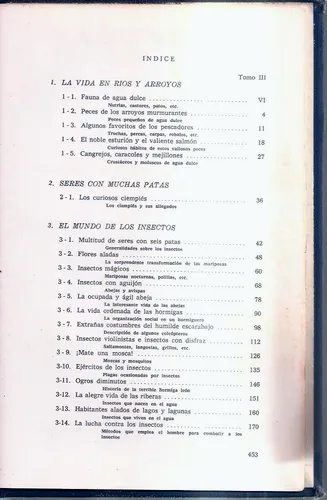 INDICE
Tomo III
1. LA VIDA EN RIOS Y ARROYOS
1 - 1. Fauna de agua dulce VI
Nutrias, castores, patos, etc.
1 - 2. Peces de los arroyos murmurantes 4
Peces pequeños de agua dulce
1 - 3. Algunos favoritos de los pescadores 11
Truchas, percas, carpas, robalos, etc.
1 - 4. El noble esturión y el valiente salmón 18
Curiosos hábitos de estos valiosos peces
1 - 5. Cangrejos, caracoles y mejillones 27
Crustáceos y moluscos de agua dulce
2. SERES CON MUCHAS PATAS
2 - 1. Los curiosos ciempiés 36
Los ciempiés y sus allegados
3. EL MUNDO DE LOS INSECTOS
3 - 1. Multitud de seres con seis patas 42
Generalidades sobre los insectos
3 - 2. Flores aladas 48
La sorprendente transformación de las mariposas
3 - 3. Insectos mágicos 60
Mariposas nocturnas, polillas, etc.
3 - 4. Insectos con aguijón 68
Abejas y avispas
3 - 5. La ocupada y ágil abeja 78
La interesante vida de las abejas
3 - 6. La vida ordenada de las hormigas 90
La organización social en un hormiguero
3 - 7. Extrañas costumbres del humilde escarabajo 98
Descripción de algunos coleópteros
3 - 8. Insectos violinistas e insectos con disfraz 112
Saltamontes, langostas, grillos, etc.
3 - 9. ¡Mate una mosca! 126
Moscas y mosquitos
3-10. Ejércitos de los insectos 135
Plagas ocasionadas por insectos
3-11. Ogros diminutos 146
Historia de la terrible hormiga león
3-12. La alegre vida de las riberas 151
Insectos que nacen en el agua
3-13. Habitantes alados de lagos y lagunas 160
Insectos que viven en el agua
3-14. La lucha contra los insectos 170
Métodos que emplea el hombre para combatir a los
insectos
453